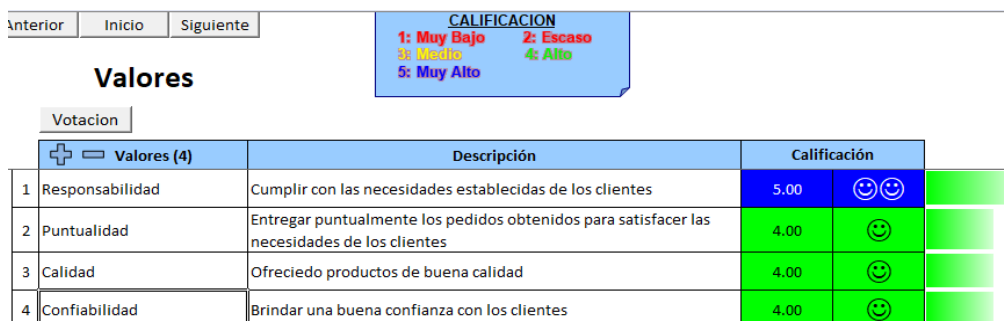 Anterior Inicio Siguiente
CALIFICACION
1: Muy Bajo 2: Escaso
3: Medio 4: Alto
5: Muy Alto
Valores
Votacion
Valores (4) Descripción Calificación
1 Responsabilidad Cumplir con las necesidades establecidas de los clientes 5.00
2 Puntualidad Entregar puntualmente los pedidos obtenidos para satisfacer las
necesidades de los clientes 4.00
3 Calidad Ofreciedo productos de buena calidad 4.00
4 Confiabilidad Brindar una buena confianza con los clientes 4.00